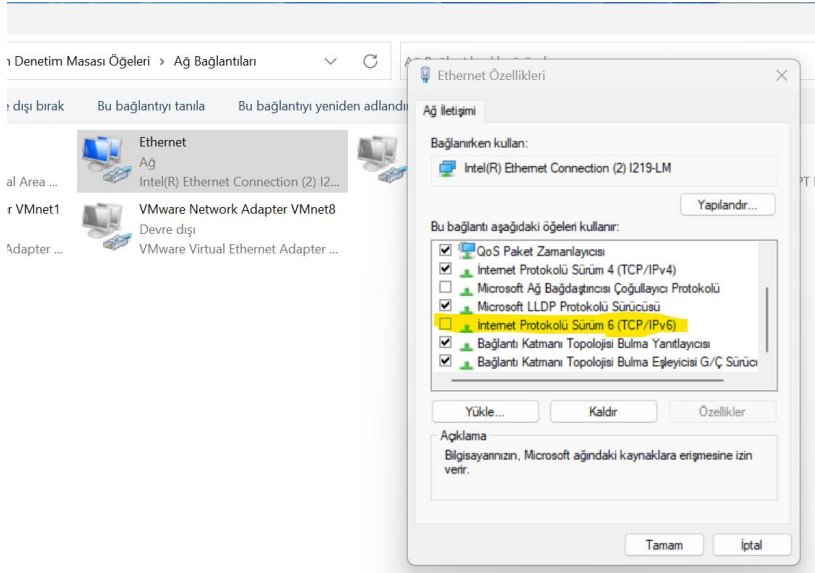 n Denetim Masası Öğeleri › Ağ Bağlantıları
dışı bırak Bu bağlantıyı tanıla Bu bağlantıyı yeniden adlandır
Ethernet
Ağ
Intel(R) Ethernet Connection (2) I2...
al Area ...
r VMnet1
Adapter ...
VMware Network Adapter VMnet8
Devre dışı
VMware Virtual Ethernet Adapter ...
Ethernet Özellikleri
Ağ İletişimi
Bağlanırken kullan:
Intel(R) Ethernet Connection (2) I219-LM
Yapılandır...
Bu bağlantı aşağıdaki öğeleri kullanır:
QoS Paket Zamanlayıcısı
İnternet Protokolü Sürüm 4 (TCP/IPv4)
Microsoft Ağ Bağdaştırıcısı Çoğullayıcı Protokolü
Microsoft LLDP Protokolü Sürücüsü
İnternet Protokolü Sürüm 6 (TCP/IPv6)
Bağlantı Katmanı Topolojisi Bulma Yanıtlayıcısı
Bağlantı Katmanı Topolojisi Bulma Eşleyicisi G/Ç Sürücü
Yükle...
Kaldır
Özellikler
Açıklama
Bilgisayarınızın, Microsoft ağındaki kaynaklara erişmesine izin
verir.
Tamam
İptal